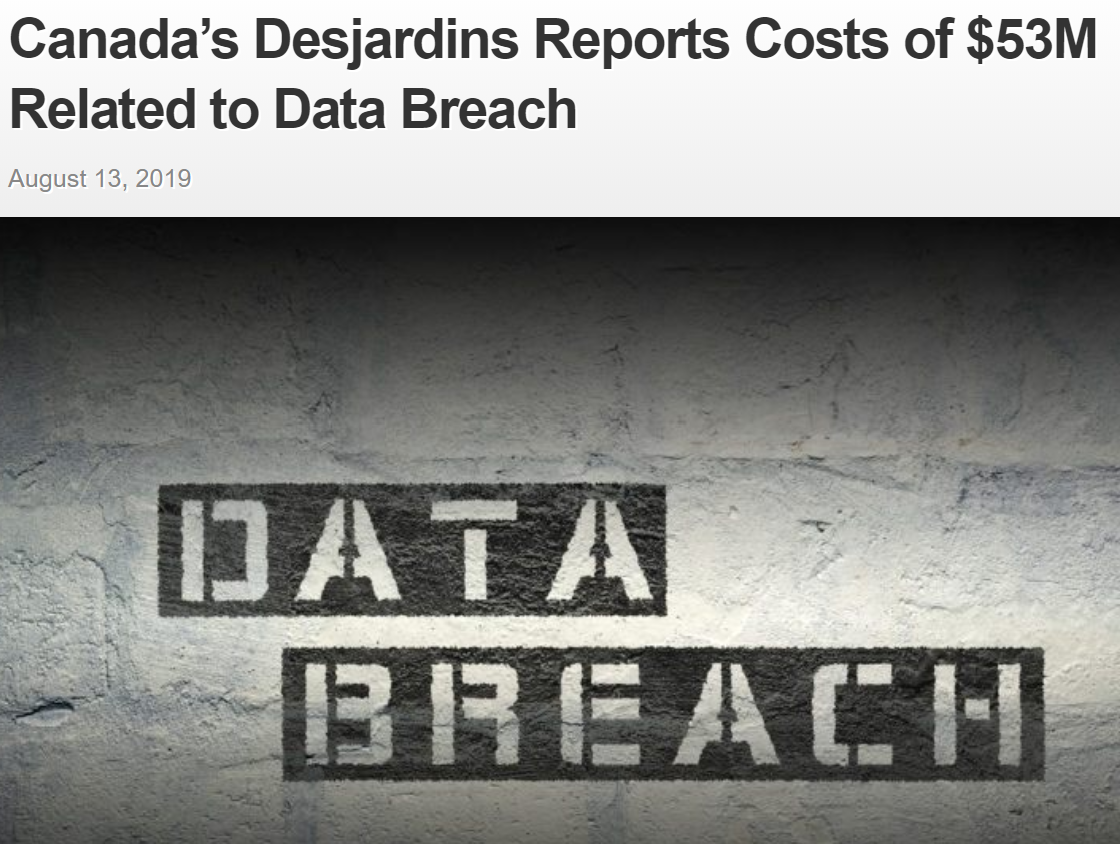 Canada’s Desjardins Reports Costs of $53M
Related to Data Breach
August 13, 2019
DATA
BREACH